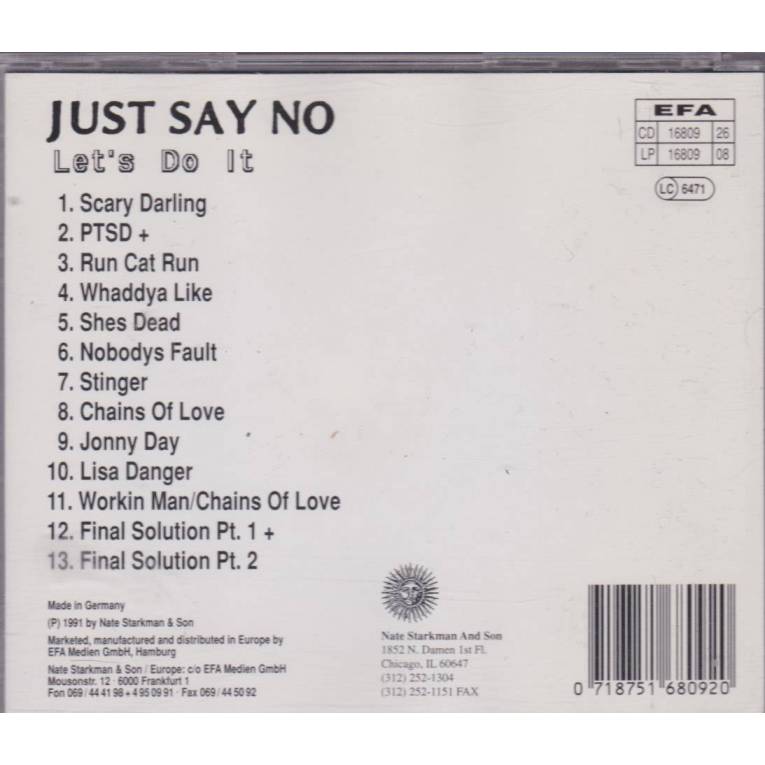 JUST SAY NO
Let's Do It
1. Scary Darling
2. PTSD +
3. Run Cat Run
4. Whaddya Like
5. Shes Dead
6. Nobodys Fault
7. Stinger
8. Chains Of Love
9. Jonny Day
10. Lisa Danger
11. Workin Man/Chains Of Love
12. Final Solution Pt. 1 +
13. Final Solution Pt. 2
EFA
CD 16809 26
LP 16809 08
LC 6471
Made in Germany
(P) 1991 by Nate Starkman & Son
Marketed, manufactured and distributed in Europe by
EFA Medien GmbH, Hamburg
Nate Starkman & Son / Europe: c/o EFA Medien GmbH
Mousonstr. 12 · 6000 Frankfurt 1
Fon 069 / 44 41 98 + 4 95 09 91 · Fax 069 / 44 50 92
Nate Starkman And Son
1852 N. Damen 1st Fl.
Chicago, IL 60647
(312) 252-1304
(312) 252-1151 FAX
0 718751 680920